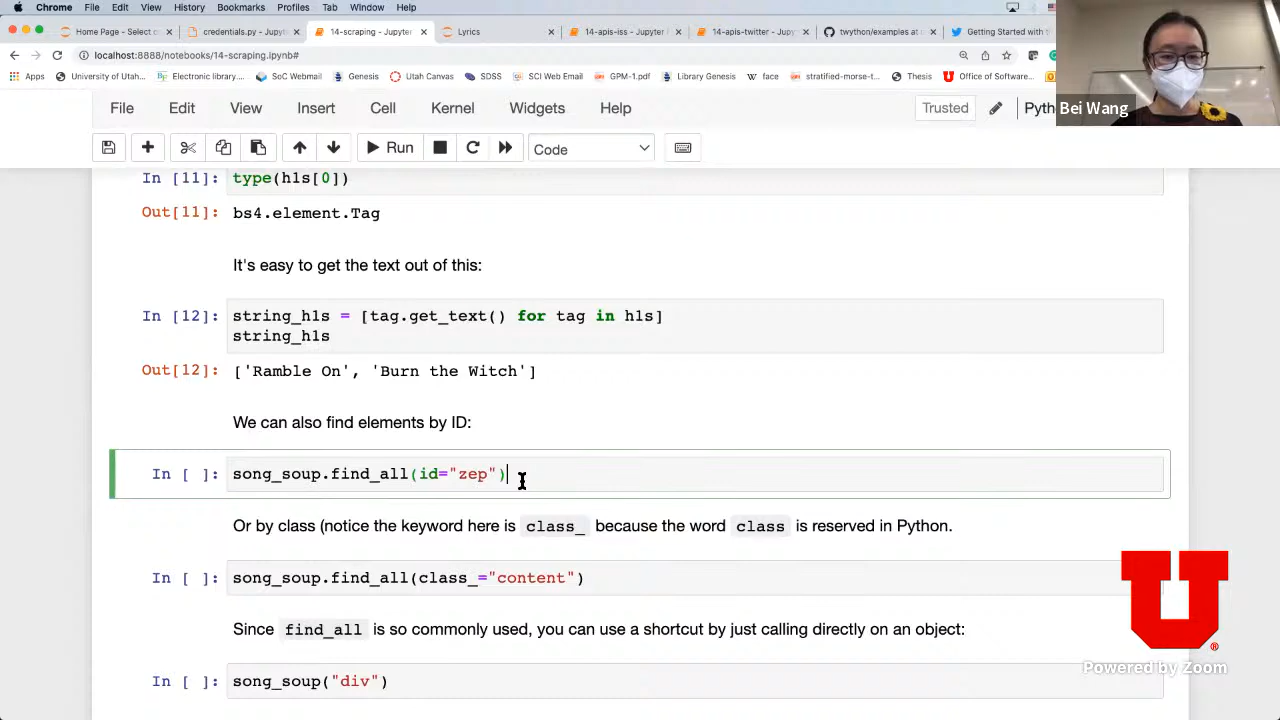 Chrome File Edit View History Bookmarks Profiles Tab Window Help
Home Page - Select o credentials.py - Jupyte 14-scraping - Jupyter Lyrics 14-apis-iss - Jupyter 14-apis-twitter - Jupy twython/examples at Getting Started with
localhost:8888/notebooks/14-scraping.ipynb#
Apps University of Utah... Electronic library.... SoC Webmail Genesis Utah Canvas SDSS SCI Web Email GPM-1.pdf Library Genesis face stratified-morse-t... Thesis Office of Software...
File Edit View Insert Cell Kernel Widgets Help Trusted Pyth
Bei Wang
Run Code
In [11]: type(h1s[0])
Out[11]: bs4.element.Tag
It's easy to get the text out of this:
In [12]: string_h1s = [tag.get_text() for tag in h1s]
string_h1s
Out[12]: ['Ramble On', 'Burn the Witch']
We can also find elements by ID:
In [ ]: song_soup.find_all(id="zep")
Or by class (notice the keyword here is class_ because the word class is reserved in Python.
In [ ]: song_soup.find_all(class_="content")
Since find_all is so commonly used, you can use a shortcut by just calling directly on an object:
U®
Powered by Zoom
In [ ]: song_soup("div")